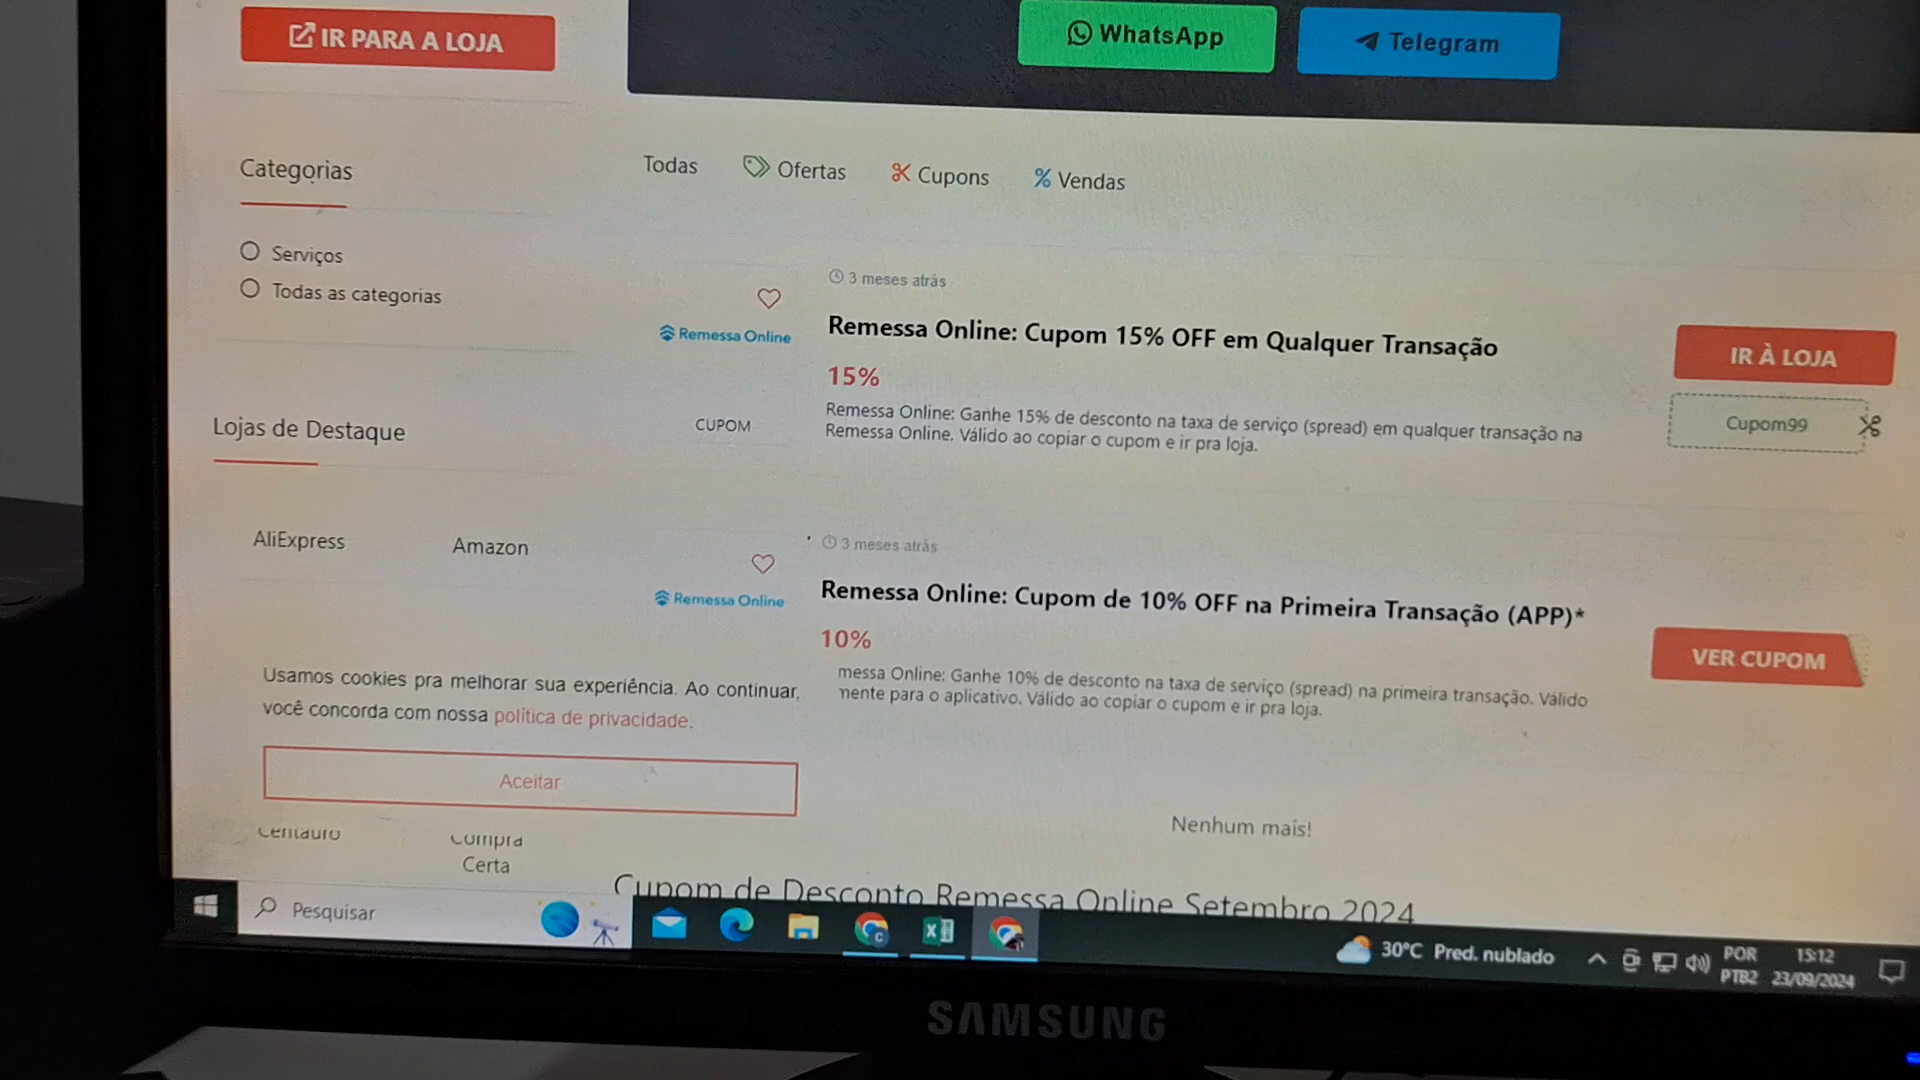 IR PARA A LOJA
WhatsApp
Telegram
Categorias
Todas
Ofertas
Cupons
% Vendas
Serviços
Todas as categorias
3 meses atrás
Remessa Online
Remessa Online: Cupom 15% OFF em Qualquer Transação
15%
Remessa Online: Ganhe 15% de desconto na taxa de serviço (spread) em qualquer transação na
Remessa Online. Válido ao copiar o cupom e ir pra loja.
CUPOM
IR À LOJA
Cupom99
Lojas de Destaque
AliExpress
Amazon
3 meses atrás
Remessa Online
Remessa Online: Cupom de 10% OFF na Primeira Transação (APP)*
10%
messa Online: Ganhe 10% de desconto na taxa de serviço (spread) na primeira transação. Válido
mente para o aplicativo. Válido ao copiar o cupom e ir pra loja.
VER CUPOM
Usamos cookies pra melhorar sua experiência. Ao continuar,
você concorda com nossa política de privacidade.
Aceitar
Centauro
Compra
Certa
Nenhum mais!
Cupom de Desconto Remessa Online Setembro 2024
Pesquisar
30°C Pred. nublado
POR
PTB2
15:12
23/09/2024
SAMSUNG